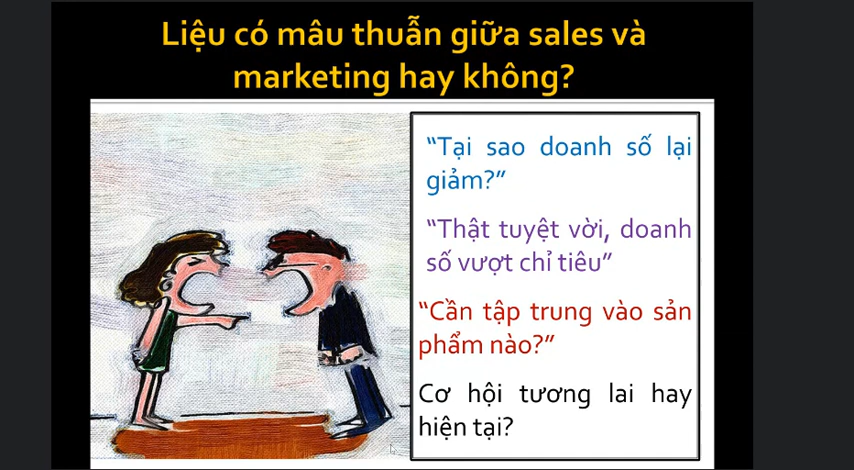 Liệu có mâu thuẫn giữa sales và
marketing hay không?
“Tại sao doanh số lại
giảm?”
“Thật tuyệt vời, doanh
số vượt chỉ tiêu”
“Cần tập trung vào sản
phẩm nào?”
Cơ hội tương lai hay
hiện tại?